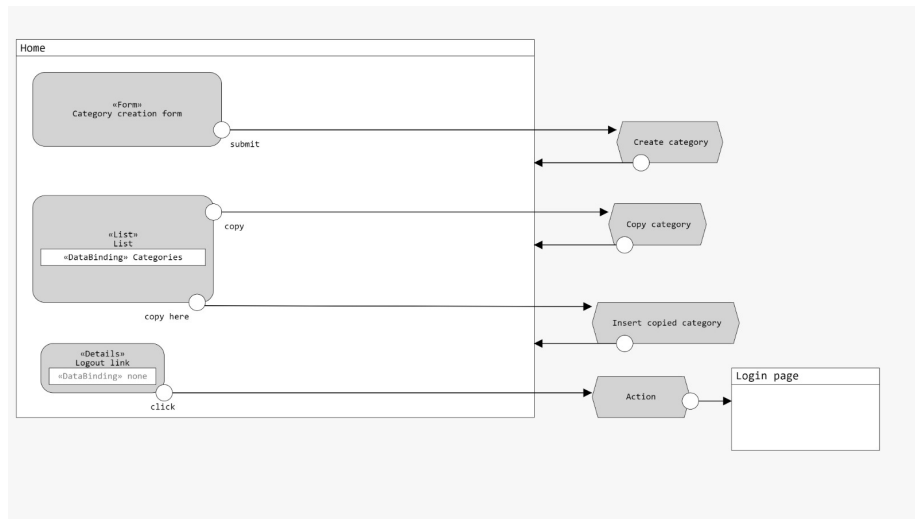 Home
«Form»
Category creation form
submit
Create category
copy
Copy category
«List»
List
«DataBinding» Categories
copy here
Insert copied category
«Details»
Logout link
«DataBinding» none
click
Action
Login page